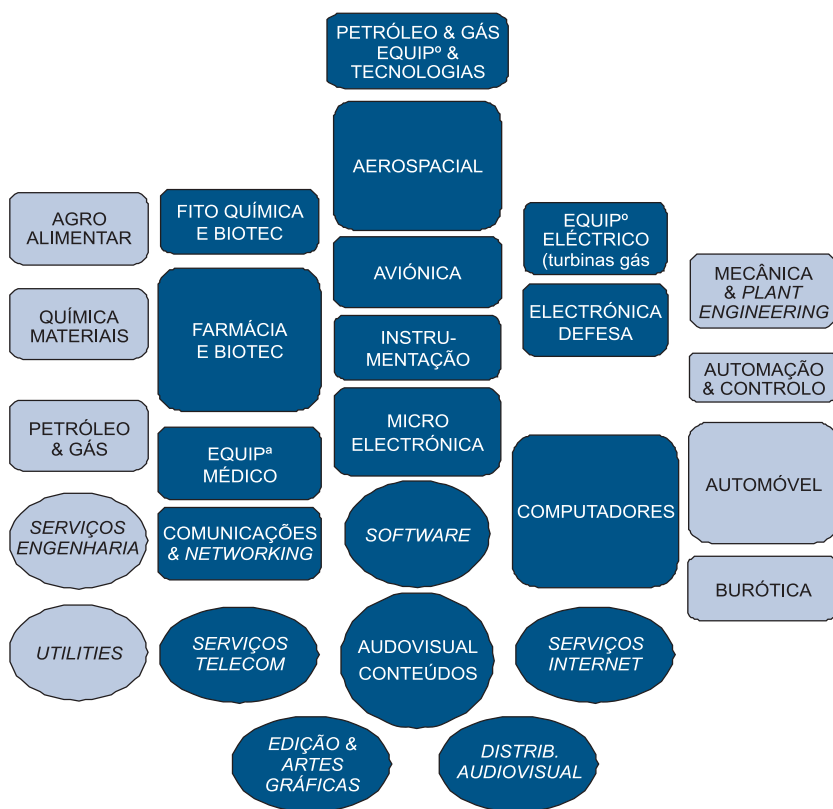 PETRÓLEO & GÁS
EQUIPº &
TECNOLOGIAS
AEROSPACIAL
AGRO
ALIMENTAR
FITO QUÍMICA
E BIOTEC
EQUIPº
ELÉCTRICO
(turbinas gás
AVIÓNICA
MECÂNICA
& PLANT
ENGINEERING
QUÍMICA
MATERIAIS
FARMÁCIA
E BIOTEC
INSTRU-
MENTAÇÃO
ELECTRÓNICA
DEFESA
AUTOMAÇÃO
& CONTROLO
PETRÓLEO
& GÁS
EQUIPª
MÉDICO
MICRO
ELECTRÓNICA
COMPUTADORES
AUTOMÓVEL
SERVIÇOS
ENGENHARIA
COMUNICAÇÕES
& NETWORKING
SOFTWARE
BURÓTICA
UTILITIES
SERVIÇOS
TELECOM
AUDOVISUAL
CONTEÚDOS
SERVIÇOS
INTERNET
EDIÇÃO &
ARTES
GRÁFICAS
DISTRIB.
AUDIOVISUAL